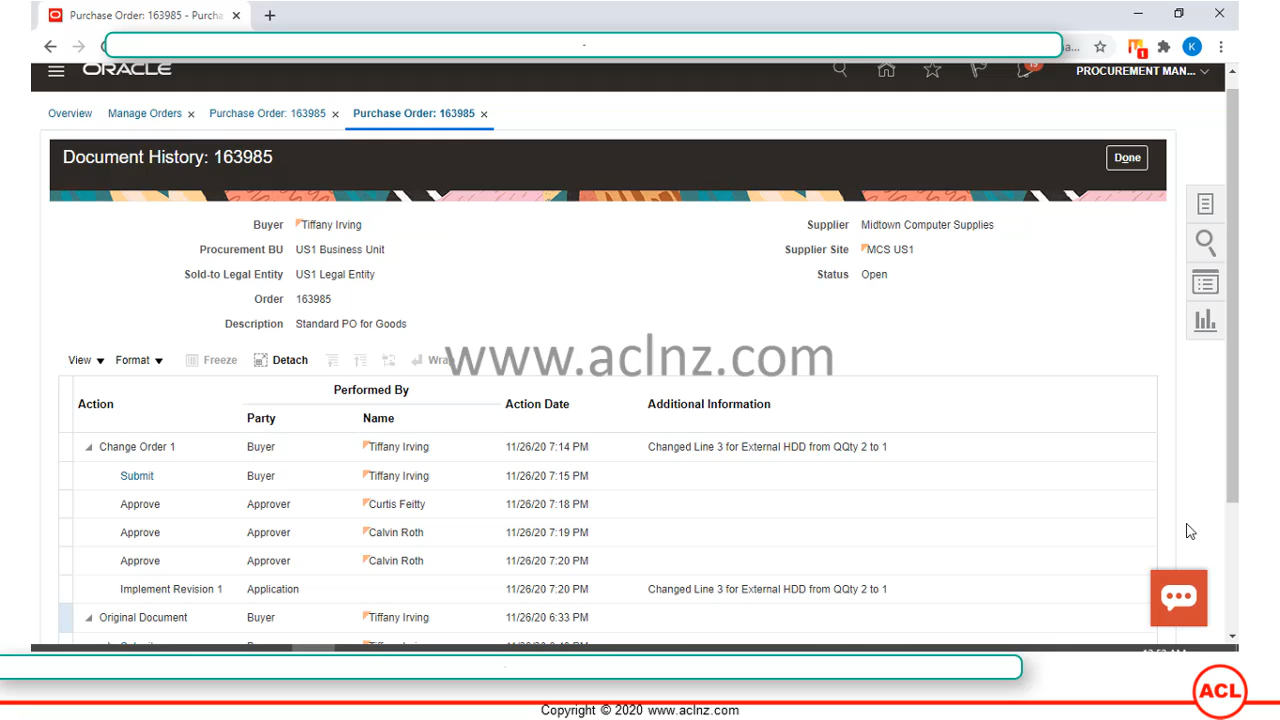 Purchase Order: 163985 - Purcha
a...
1
K
ORACLE
PROCUREMENT MAN...
Overview Manage Orders Purchase Order: 163985 Purchase Order: 163985
Document History: 163985 Done
Buyer Tiffany Irving Supplier Midtown Computer Supplies
Procurement BU US1 Business Unit Supplier Site MCS US1
Sold-to Legal Entity US1 Legal Entity Status Open
Order 163985
Description Standard PO for Goods
View Format Freeze Detach Wrap
www.aclnz.com
Performed By
Action Action Date Additional Information
Party Name
Change Order 1 Buyer Tiffany Irving 11/26/20 7:14 PM Changed Line 3 for External HDD from QQty 2 to 1
Submit Buyer Tiffany Irving 11/26/20 7:15 PM
Approve Approver Curtis Feitty 11/26/20 7:18 PM
Approve Approver Calvin Roth 11/26/20 7:19 PM
Approve Approver Calvin Roth 11/26/20 7:20 PM
Implement Revision 1 Application 11/26/20 7:20 PM Changed Line 3 for External HDD from QQty 2 to 1
Original Document Buyer Tiffany Irving 11/26/20 6:33 PM
ACL
Copyright © 2020 www.aclnz.com